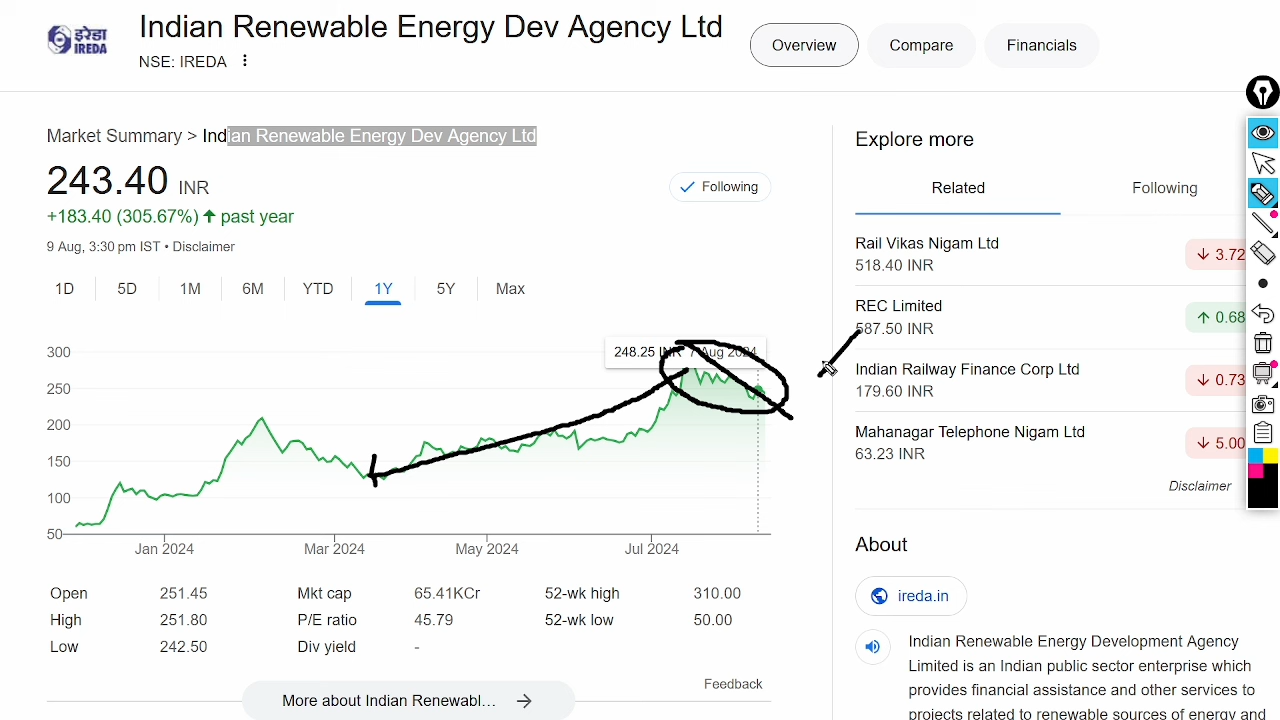 Indian Renewable Energy Dev Agency Ltd
इरेडा
IREDA
NSE: IREDA
Overview
Compare
Financials
Market Summary > Indian Renewable Energy Dev Agency Ltd
243.40 INR
Following
+183.40 (305.67%) ↑ past year
9 Aug, 3:30 pm IST • Disclaimer
1D 5D 1M 6M YTD 1Y 5Y Max
248.25 INR 7 Aug 2024
300
250
200
150
100
50
Jan 2024 Mar 2024 May 2024 Jul 2024
Open 251.45 Mkt cap 65.41KCr 52-wk high 310.00
High 251.80 P/E ratio 45.79 52-wk low 50.00
Low 242.50 Div yield -
Feedback
More about Indian Renewabl... →
Explore more
Related
Following
Rail Vikas Nigam Ltd
518.40 INR
↓ 3.72
REC Limited
587.50 INR
↑ 0.68
Indian Railway Finance Corp Ltd
179.60 INR
↓ 0.73
Mahanagar Telephone Nigam Ltd
63.23 INR
↓ 5.00
Disclaimer
About
ireda.in
Indian Renewable Energy Development Agency
Limited is an Indian public sector enterprise which
provides financial assistance and other services to
projects related to renewable sources of energy and